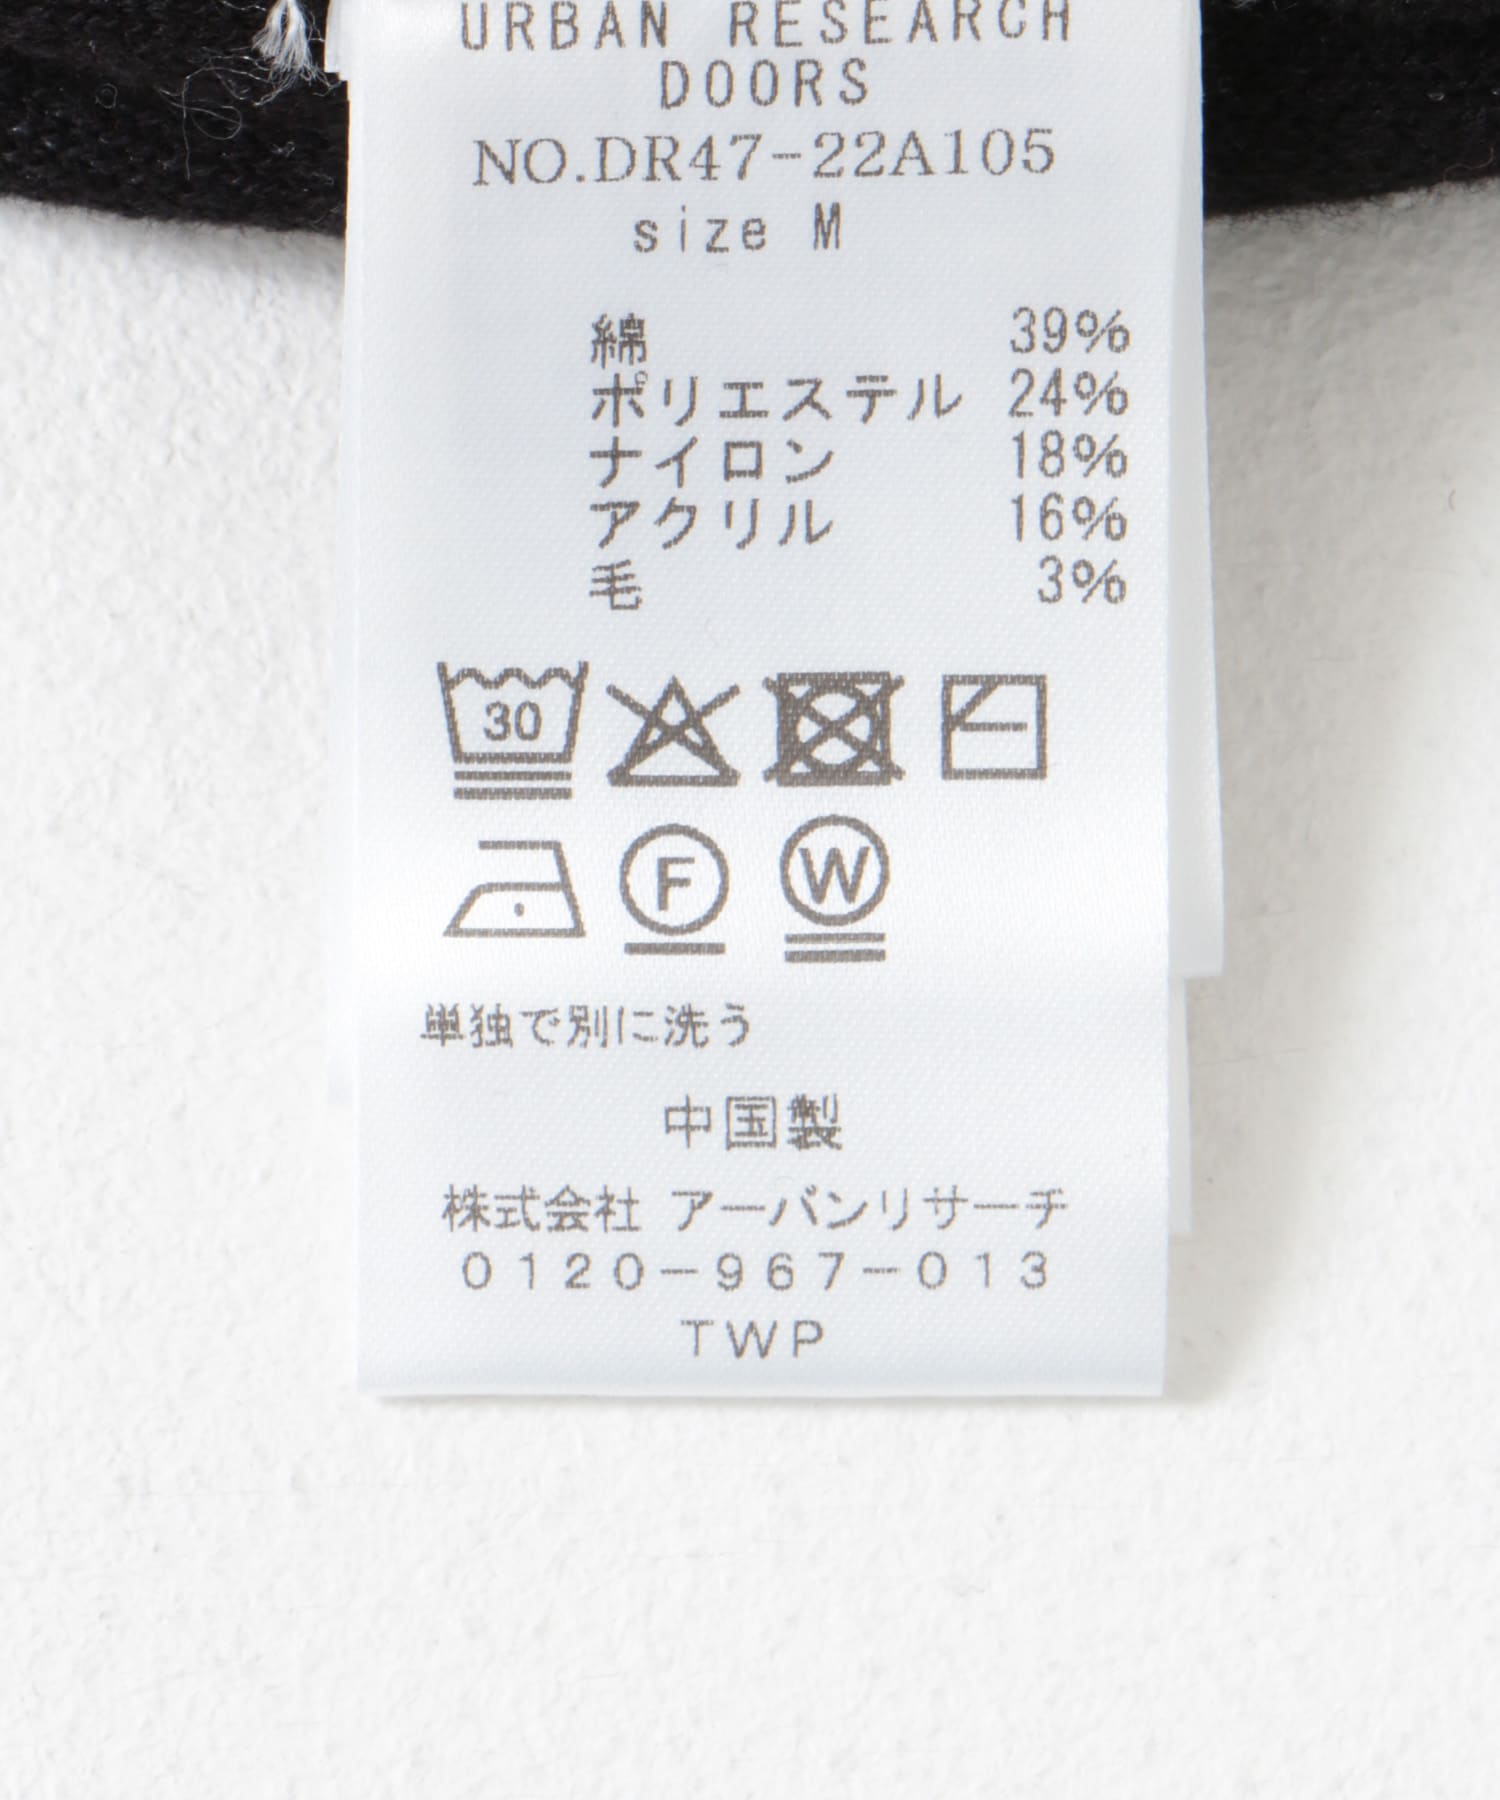 URBAN RESEARCH
DOORS
NO.DR47-22A105
size M
綿 39%
ポリエステル 24%
ナイロン 18%
アクリル 16%
毛 3%
30
F
W
単独で別に洗う
中国製
株式会社 アーバンリサーチ
0120-967-013
TWP